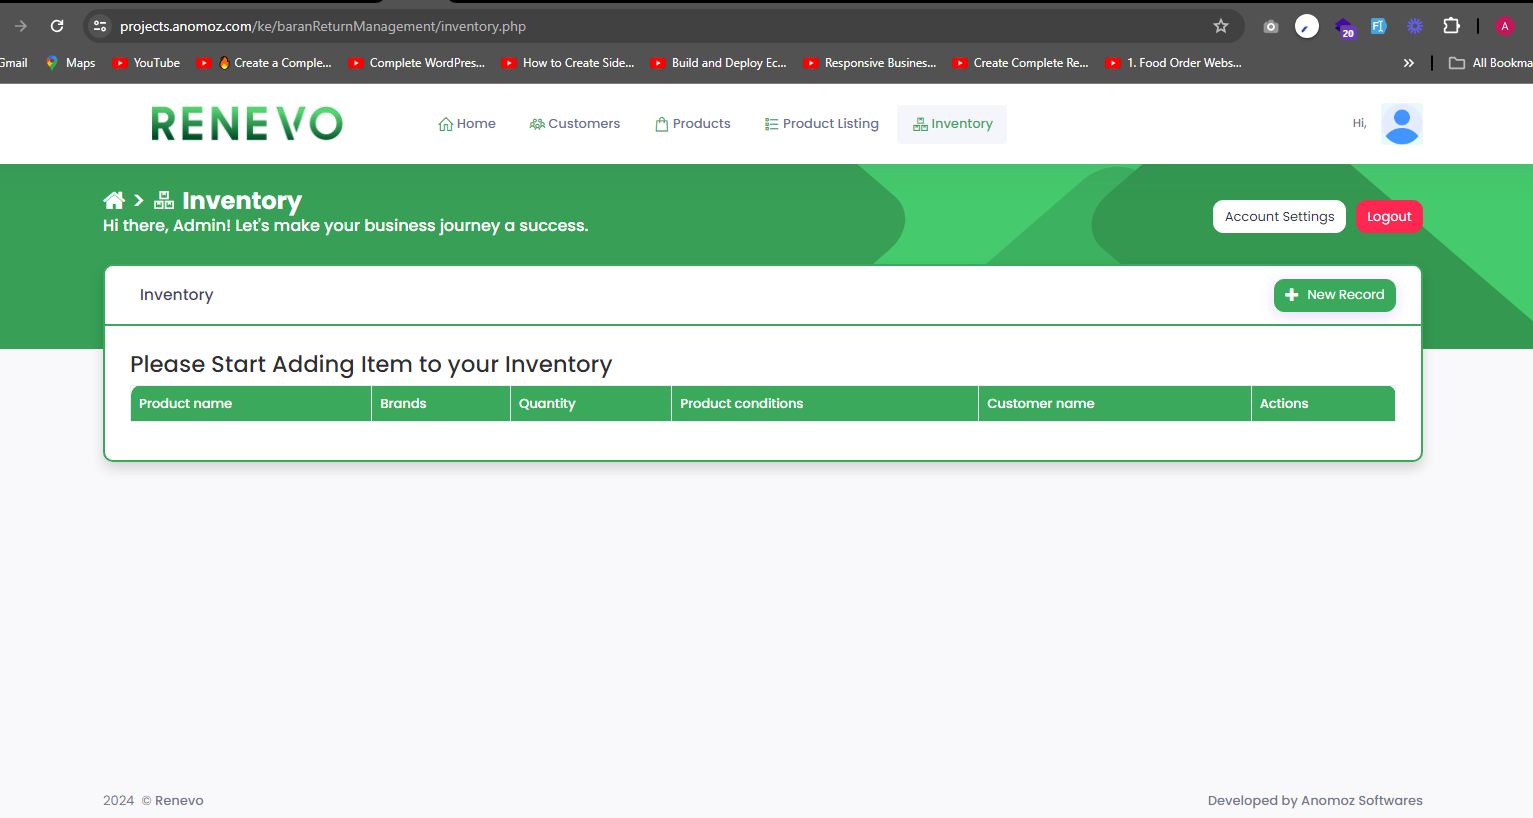 projects.anomoz.com/ke/baranReturnManagement/inventory.php
20
A
Gmail Maps YouTube Create a Comple... Complete WordPres... How to Create Side... Build and Deploy Ec... Responsive Busines... Create Complete Re... 1. Food Order Webs... » All Bookma
RENEVO Home Customers Products Product Listing Inventory Hi,
> Inventory
Hi there, Admin! Let's make your business journey a success.
Account Settings Logout
Inventory + New Record
Please Start Adding Item to your Inventory
Product name Brands Quantity Product conditions Customer name Actions
2024 © Renevo Developed by Anomoz Softwares